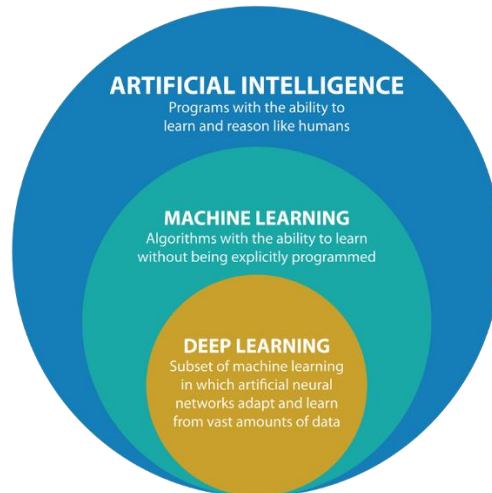 ARTIFICIAL INTELLIGENCE
Programs with the ability to
learn and reason like humans
MACHINE LEARNING
Algorithms with the ability to learn
without being explicitly programmed
DEEP LEARNING
Subset of machine learning
in which artificial neural
networks adapt and learn
from vast amounts of data